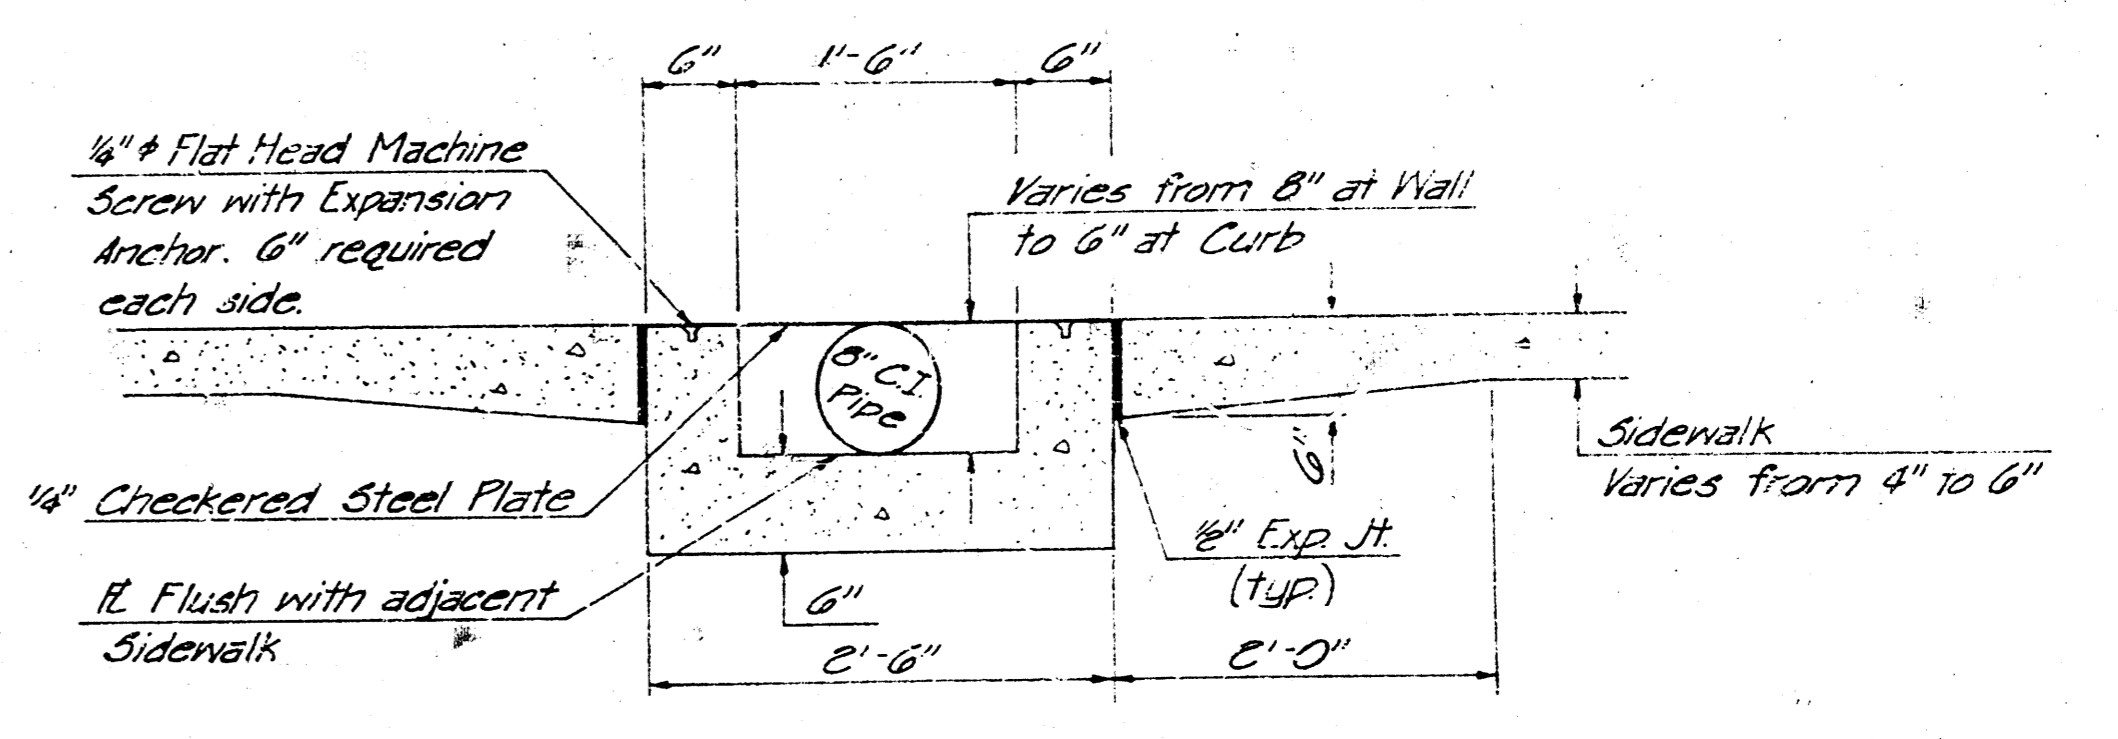 6" 1'-6" 6"
¼" ϕ Flat Head Machine
Screw with Expansion
Anchor. 6" required
each side.
Varies from 8" at Wall
to 6" at Curb
8" C.I.
Pipe
6"
Sidewalk
Varies from 4" to 6"
¼" Checkered Steel Plate
½" Exp. Jt.
(typ.)
PL Flush with adjacent
Sidewalk
6"
2'-6" 2'-0"